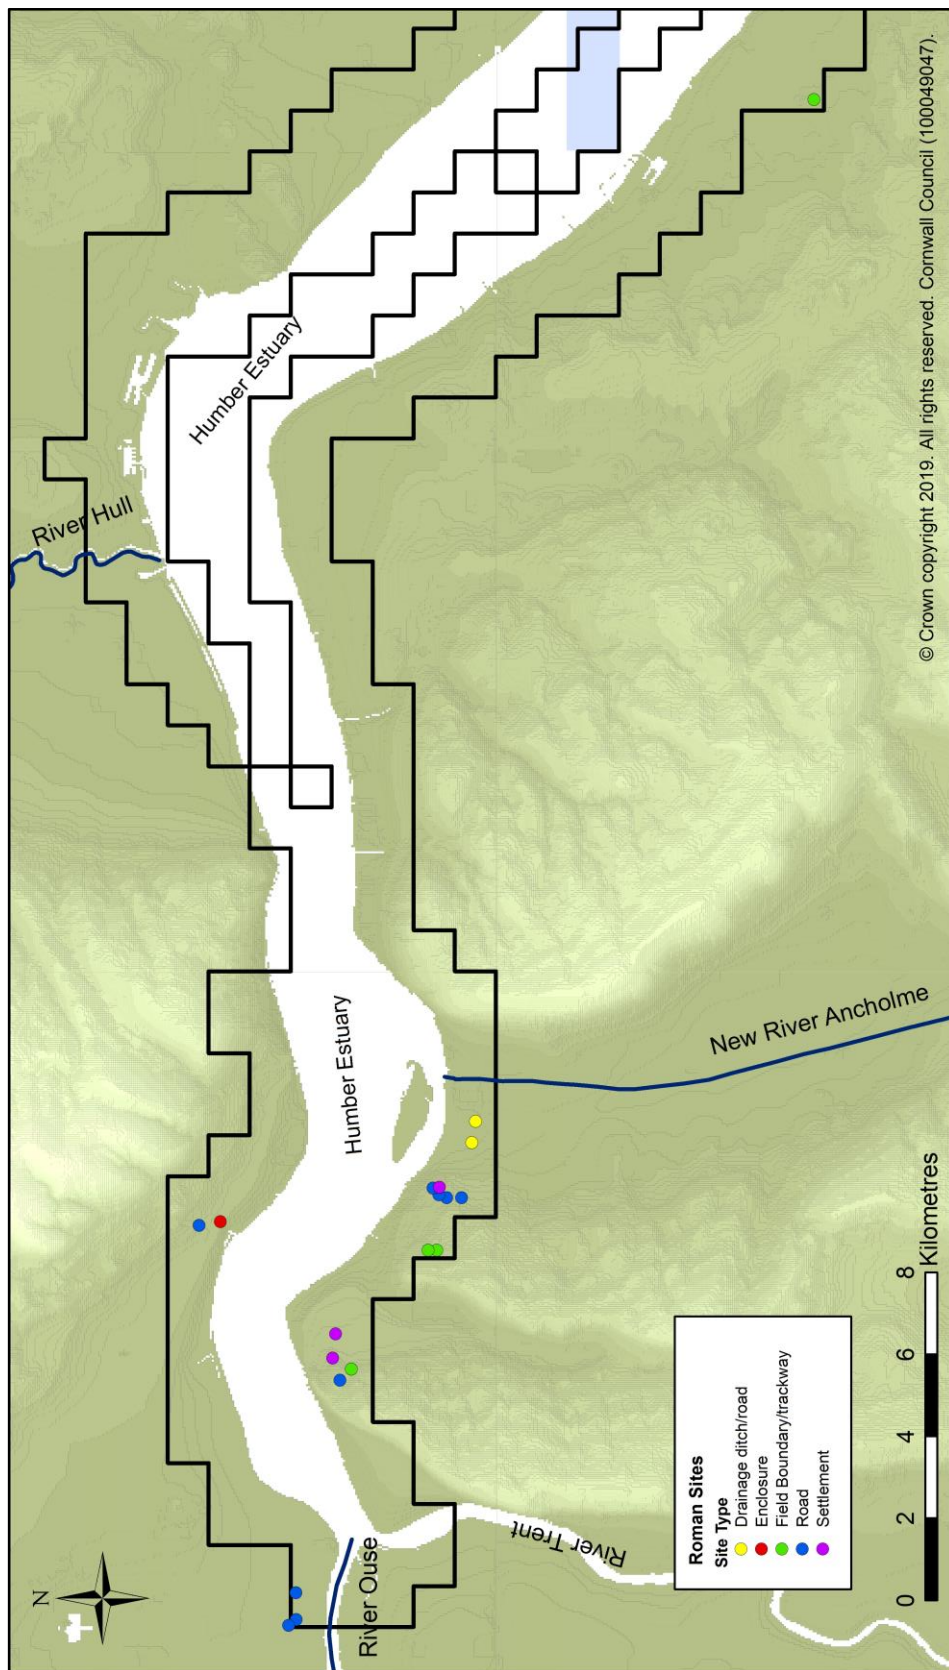 N
River Hull
Humber Estuary
Humber Estuary
River Ouse
River Trent
New River Ancholme
Roman Sites
Site Type
Drainage ditch/road
Enclosure
Field Boundary/trackway
Road
Settlement
0 2 4 6 8
Kilometres
© Crown copyright 2019. All rights reserved. Cornwall Council (100049047).